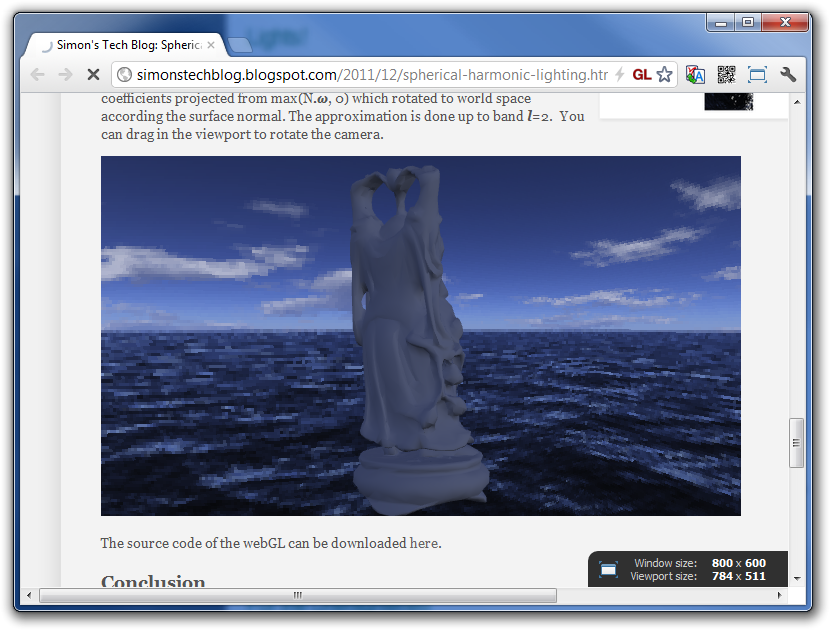 Lights!
Simon's Tech Blog: Spherica
simonstechblog.blogspot.com/2011/12/spherical-harmonic-lighting.htm
GL
coefficients projected from max(N.ω, 0) which rotated to world space
according the surface normal. The approximation is done up to band l=2. You
can drag in the viewport to rotate the camera.
The source code of the webGL can be downloaded here.
Conclusion
Window size: 800 x 600
Viewport size: 784 x 511